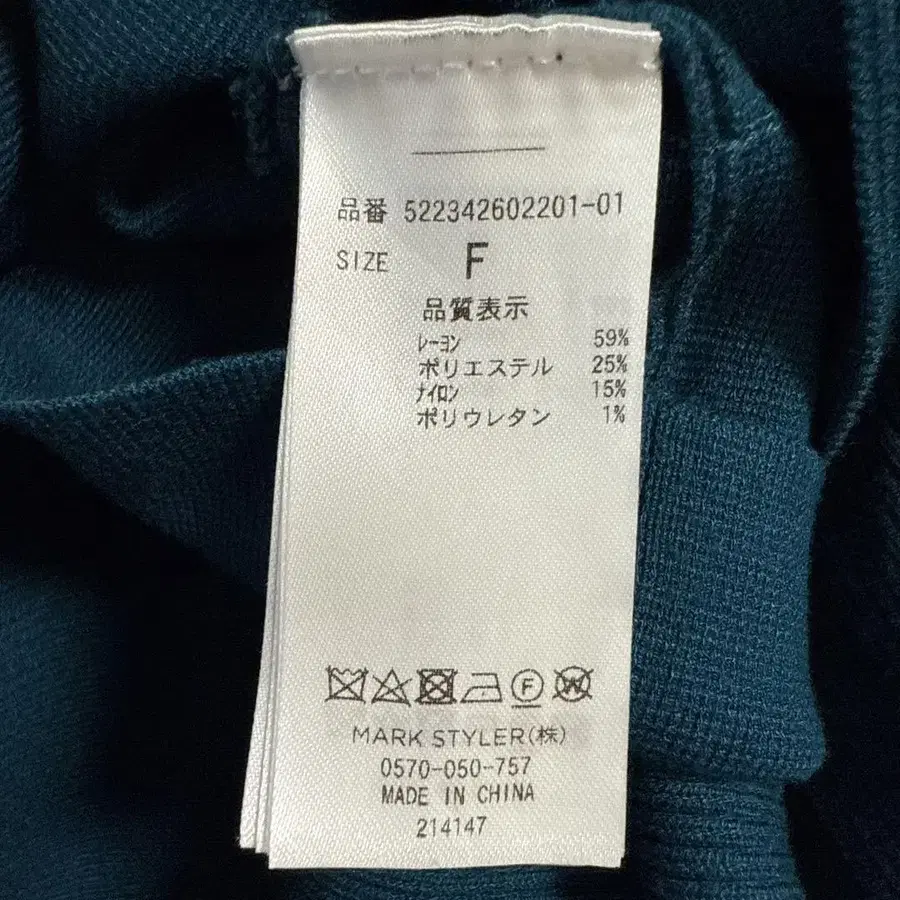 品番 522342602201-01
SIZE F
品質表示
レーヨン 59%
ポリエステル 25%
ナイロン 15%
ポリウレタン 1%
F W
MARK STYLER(株)
0570-050-757
MADE IN CHINA
214147